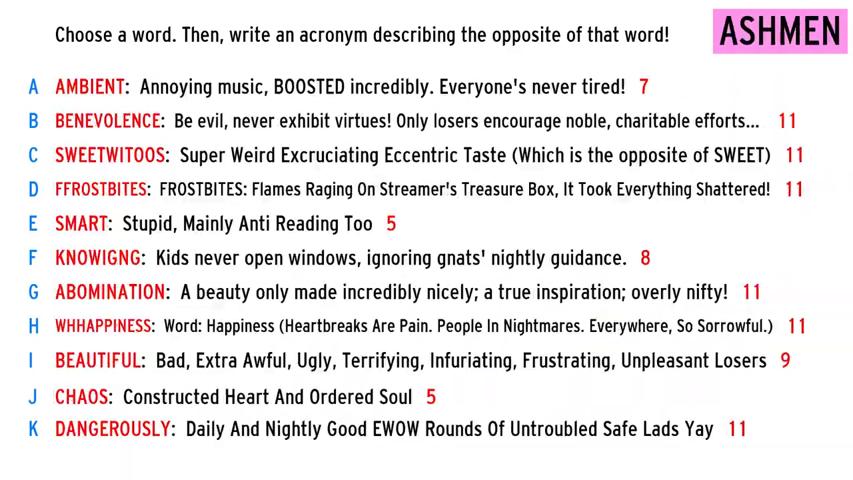 Choose a word. Then, write an acronym describing the opposite of that word!
ASHMEN
A AMBIENT: Annoying music, BOOSTED incredibly. Everyone's never tired! 7
B BENEVOLENCE: Be evil, never exhibit virtues! Only losers encourage noble, charitable efforts... 11
C SWEETWITOOS: Super Weird Excruciating Eccentric Taste (Which is the opposite of SWEET) 11
D FFROSTBITES: FROSTBITES: Flames Raging On Streamer's Treasure Box, It Took Everything Shattered! 11
E SMART: Stupid, Mainly Anti Reading Too 5
F KNOWIGNG: Kids never open windows, ignoring gnats' nightly guidance. 8
G ABOMINATION: A beauty only made incredibly nicely; a true inspiration; overly nifty! 11
H WHHAPPINESS: Word: Happiness (Heartbreaks Are Pain. People In Nightmares. Everywhere, So Sorrowful.) 11
I BEAUTIFUL: Bad, Extra Awful, Ugly, Terrifying, Infuriating, Frustrating, Unpleasant Losers 9
J CHAOS: Constructed Heart And Ordered Soul 5
K DANGEROUSLY: Daily And Nightly Good EWOW Rounds Of Untroubled Safe Lads Yay 11